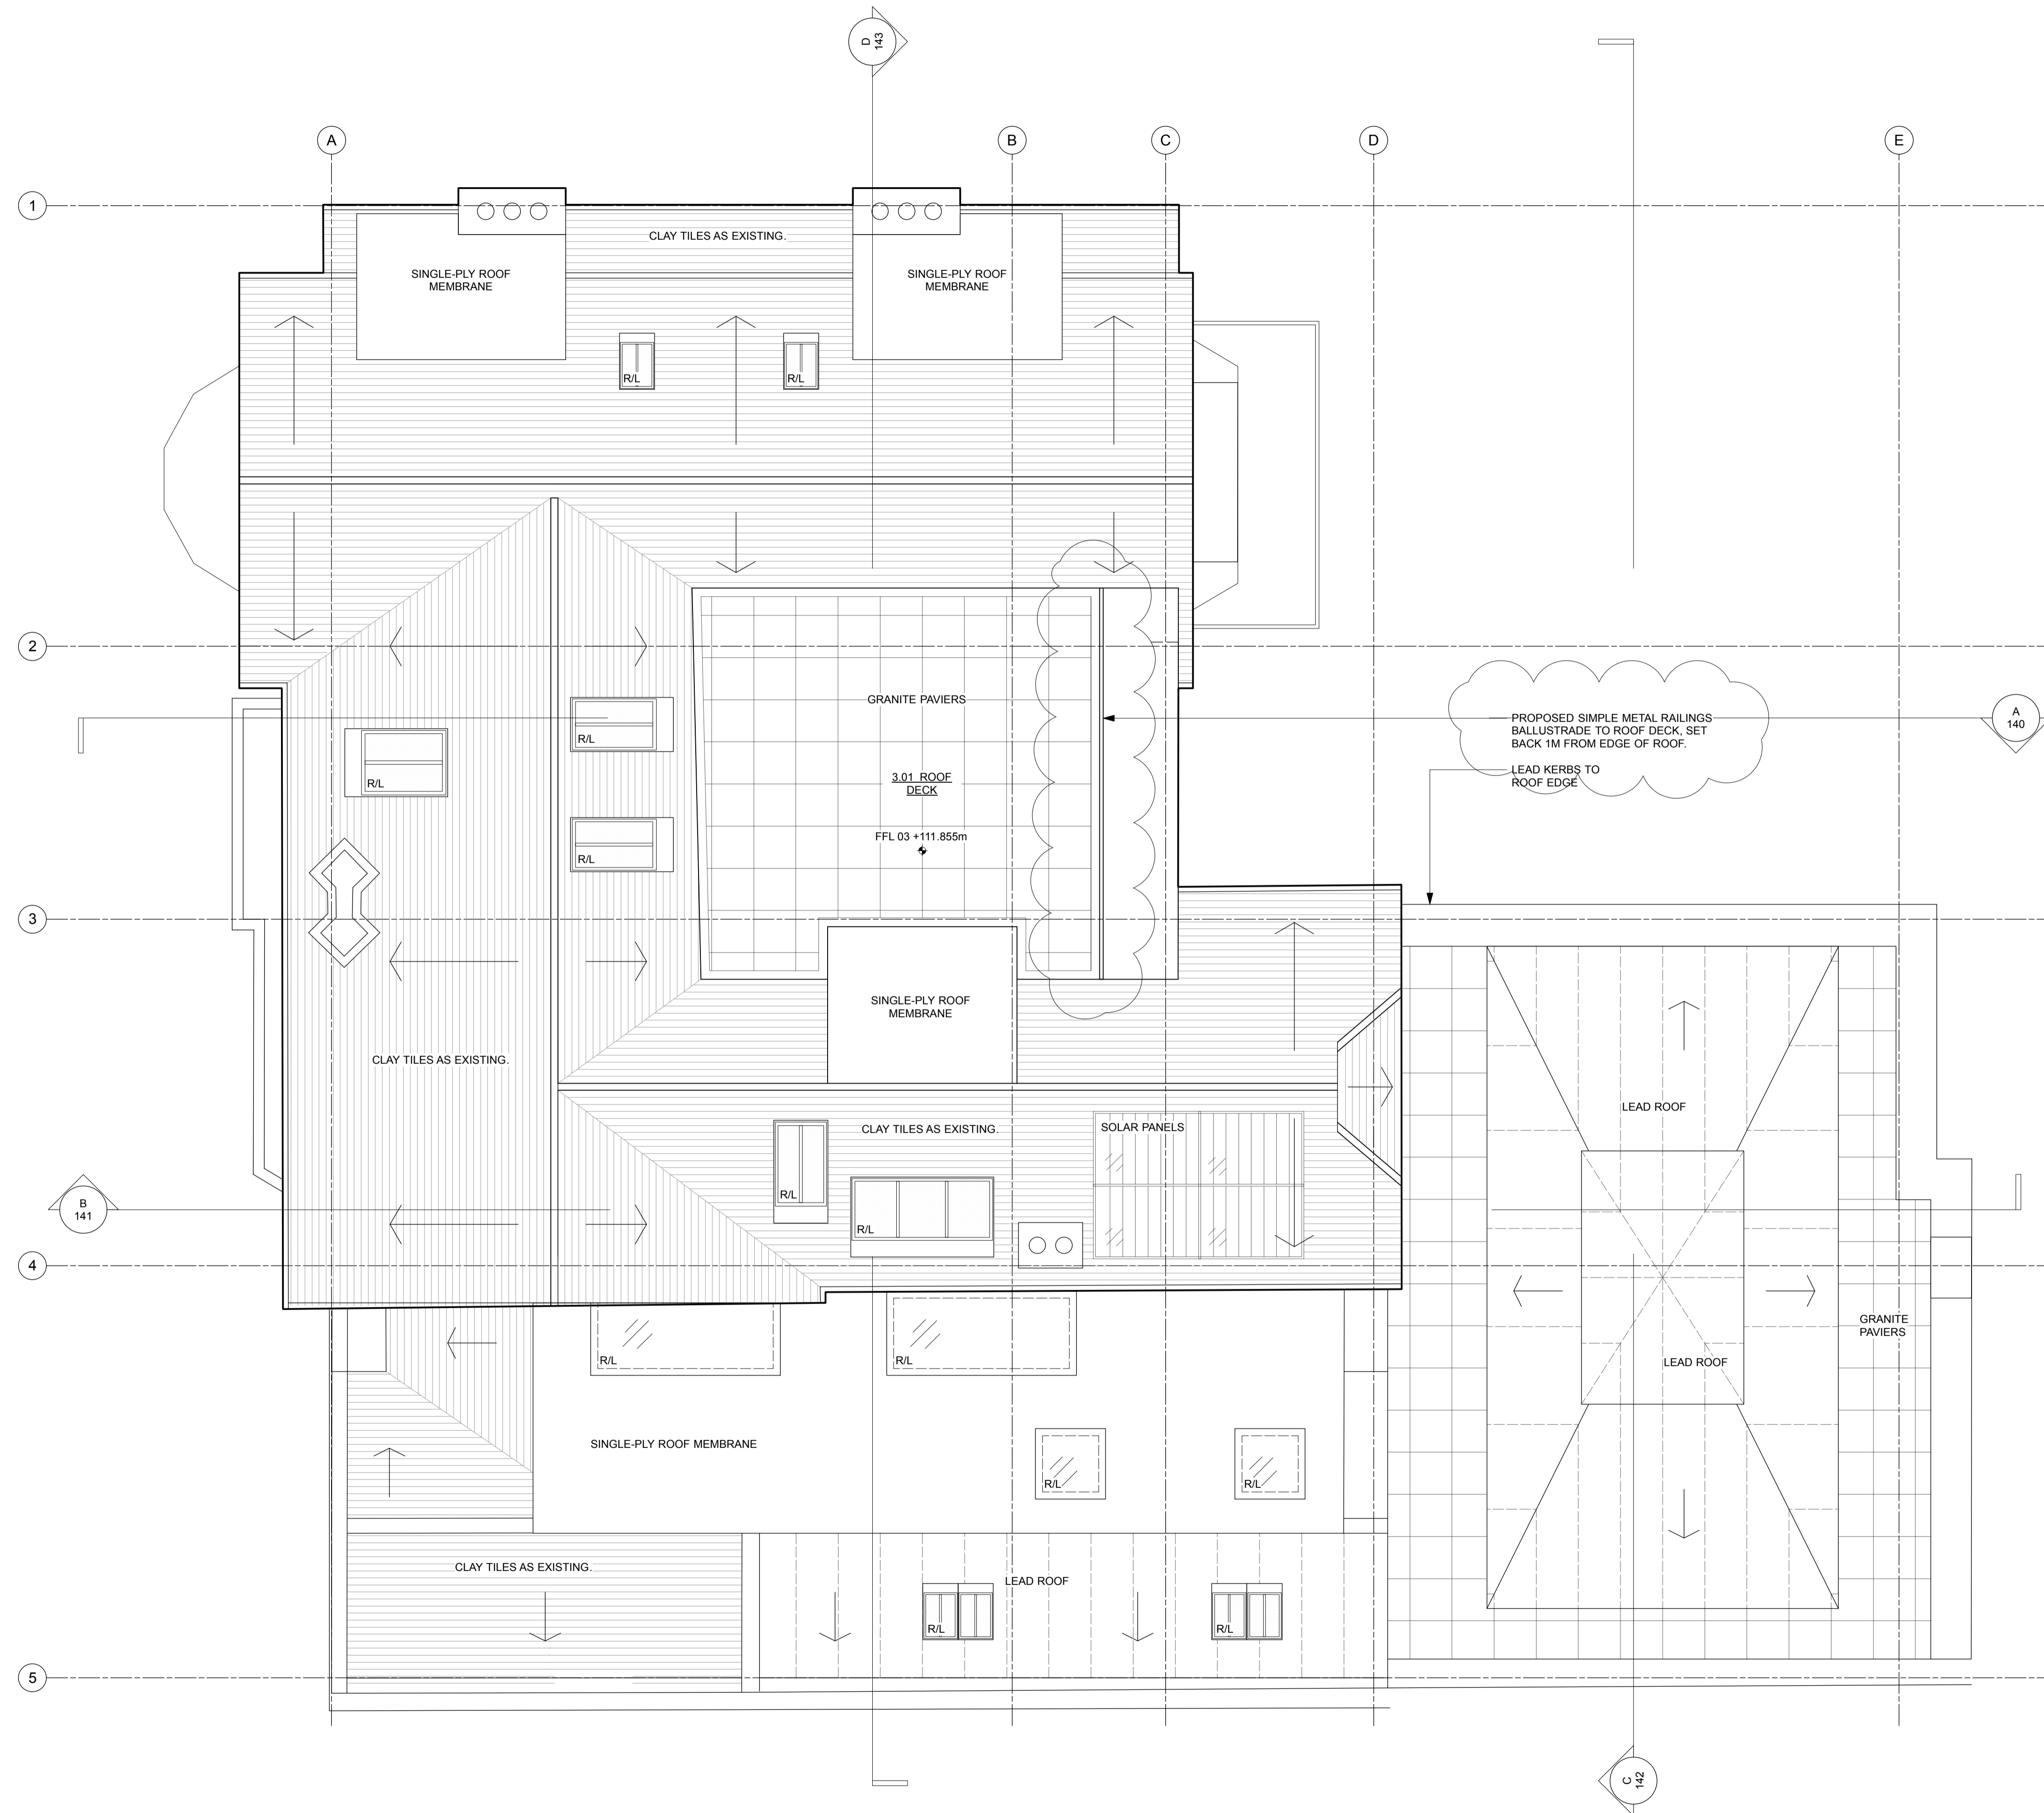 D
143
A
B
C
D
E
1
CLAY TILES AS EXISTING.
SINGLE-PLY ROOF
MEMBRANE
SINGLE-PLY ROOF
MEMBRANE
R/L
R/L
2
GRANITE PAVIERS
R/L
R/L
3.01 ROOF
DECK
PROPOSED SIMPLE METAL RAILINGS
BALLUSTRADE TO ROOF DECK, SET
BACK 1M FROM EDGE OF ROOF.
LEAD KERBS TO
ROOF EDGE
A
140
FFL 03 +111.855m
R/L
3
SINGLE-PLY ROOF
MEMBRANE
CLAY TILES AS EXISTING.
CLAY TILES AS EXISTING.
SOLAR PANELS
LEAD ROOF
R/L
B
141
R/L
4
GRANITE
PAVIERS
R/L
R/L
LEAD ROOF
SINGLE-PLY ROOF MEMBRANE
R/L
R/L
CLAY TILES AS EXISTING.
LEAD ROOF
R/L
R/L
5
C
142